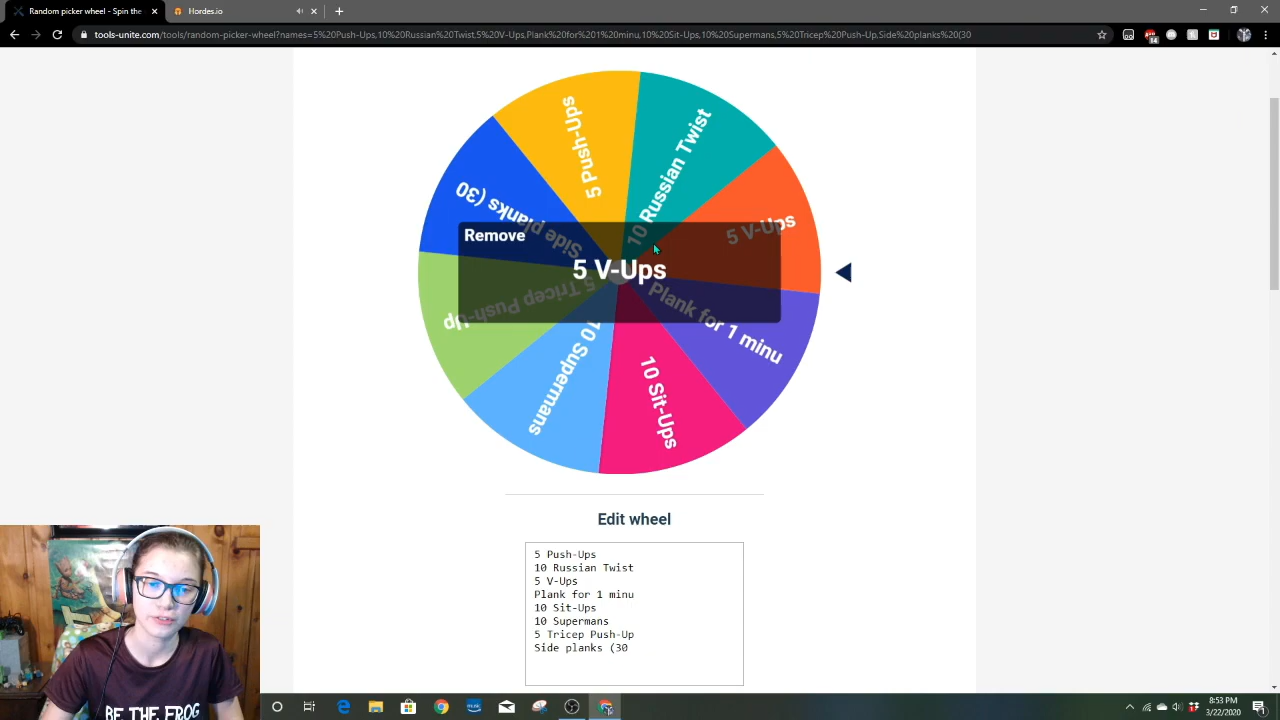 Random picker wheel - Spin the
Hordes.io
tools-unite.com/tools/random-picker-wheel?names=5%20Push-Ups,10%20Russian%20Twist,5%20V-Ups,Plank%20for%201%20minu,10%20Sit-Ups,10%20Supermans,5%20Tricep%20Push-Up,Side%20planks%20(30
14
5 Push-Ups
10 Russian Twist
5 V-Ups
Plank for 1 minu
10 Sit-Ups
10 Supermans
5 Tricep Push-Up
Side planks (30
Remove
5 V-Ups
Edit wheel
5 Push-Ups
10 Russian Twist
5 V-Ups
Plank for 1 minu
10 Sit-Ups
10 Supermans
5 Tricep Push-Up
Side planks (30
BE THE FROG
8:53 PM
3/22/2020